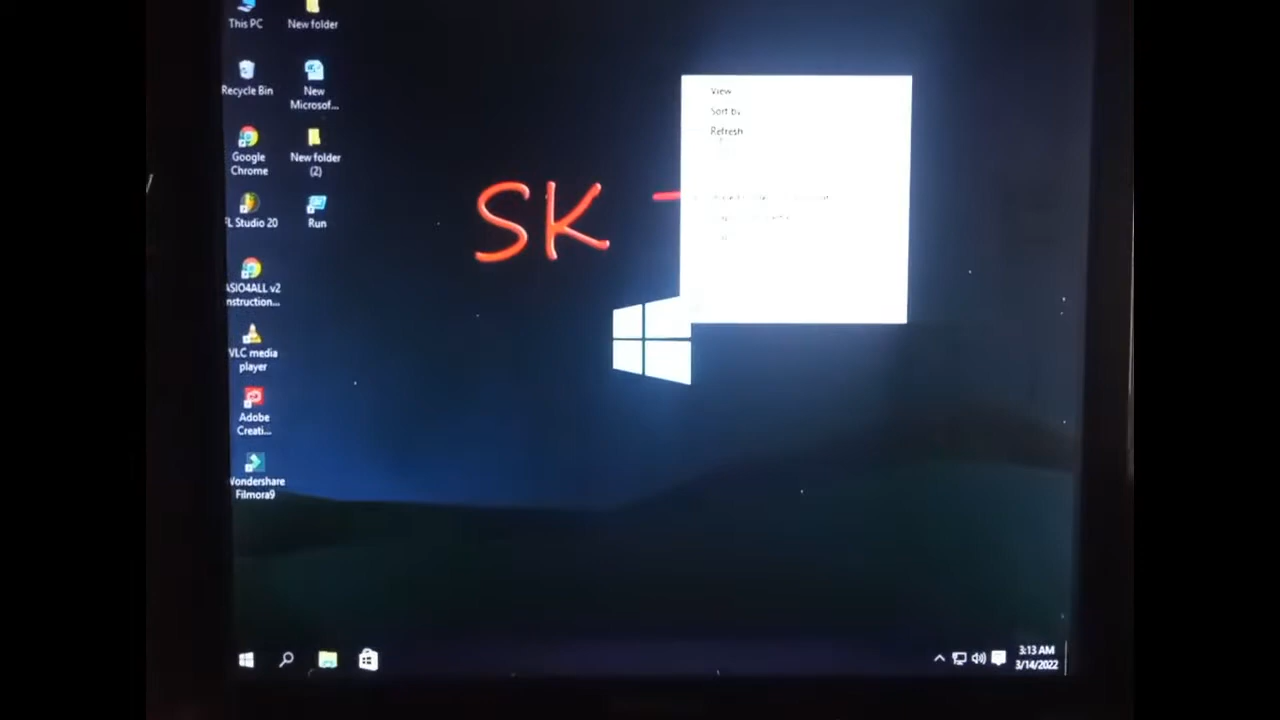 This PC
New folder
Recycle Bin
New
Microsof...
Google
Chrome
New folder
(2)
FL Studio 20
Run
ASIO4ALL v2
Instruction...
VLC media
player
Adobe
Creati...
Wondershare
Filmora9
SK
View
Sort by
Refresh
3:13 AM
3/14/2022